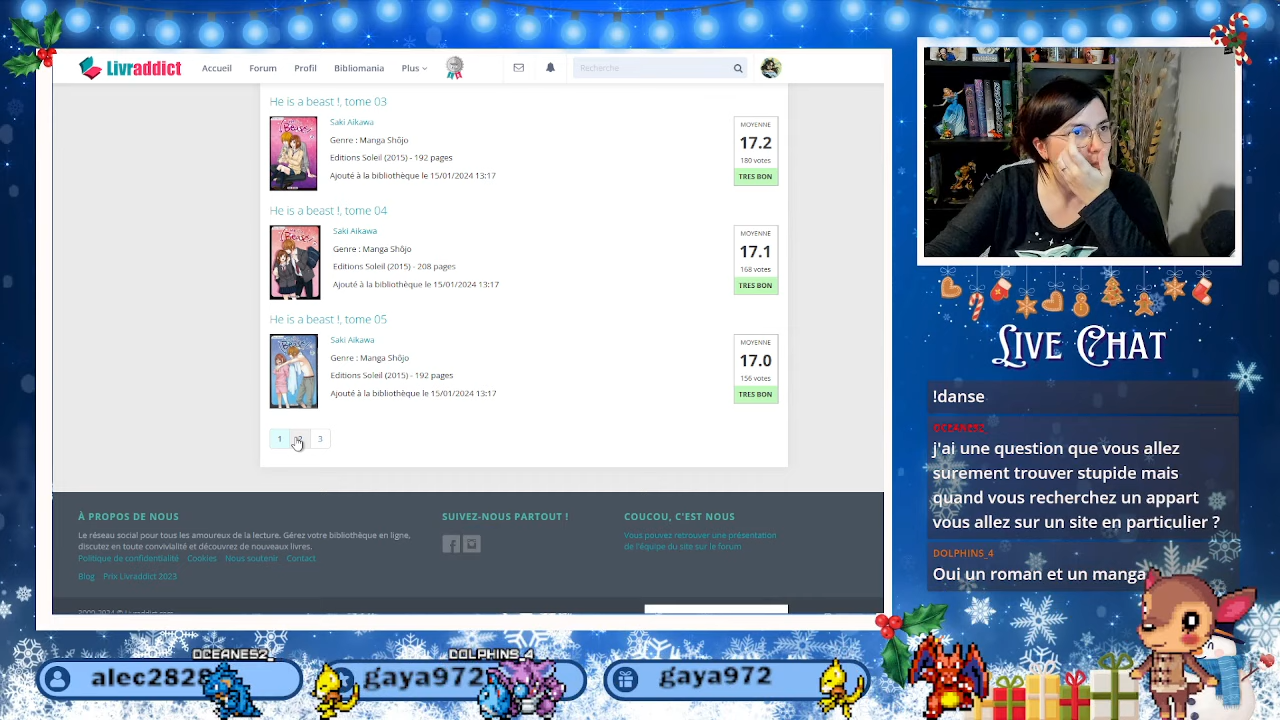 Livraddict
Accueil
Forum
Profil
Bibliomania
Plus
Recherche
He is a beast !, tome 03
Saki Aikawa
Genre : Manga Shôjo
Editions Soleil (2015) - 192 pages
Ajouté à la bibliothèque le 15/01/2024 13:17
MOYENNE
17.2
180 votes
TRES BON
He is a beast !, tome 04
Saki Aikawa
Genre : Manga Shôjo
Editions Soleil (2015) - 208 pages
Ajouté à la bibliothèque le 15/01/2024 13:17
MOYENNE
17.1
168 votes
TRES BON
He is a beast !, tome 05
Saki Aikawa
Genre : Manga Shôjo
Editions Soleil (2015) - 192 pages
Ajouté à la bibliothèque le 15/01/2024 13:17
MOYENNE
17.0
156 votes
TRES BON
1 2 3
À PROPOS DE NOUS
Le réseau social pour tous les amoureux de la lecture. Gérez votre bibliothèque en ligne,
discutez en toute convivialité et découvrez de nouveaux livres.
Politique de confidentialité Cookies Nous soutenir Contact
Blog Prix Livraddict 2023
SUIVEZ-NOUS PARTOUT !
COUCOU, C'EST NOUS
Vous pouvez retrouver une présentation
de l'équipe du site sur le forum
2009-2024 © Livraddict.com
LIVE CHAT
!danse
OCEANES2_
j'ai une question que vous allez
surement trouver stupide mais
quand vous recherchez un appart
vous allez sur un site en particulier ?
DOLPHINS_4
Oui un roman et un manga
OCEANES2_
DOLPHINS_4
alec2828
gaya972
gaya972